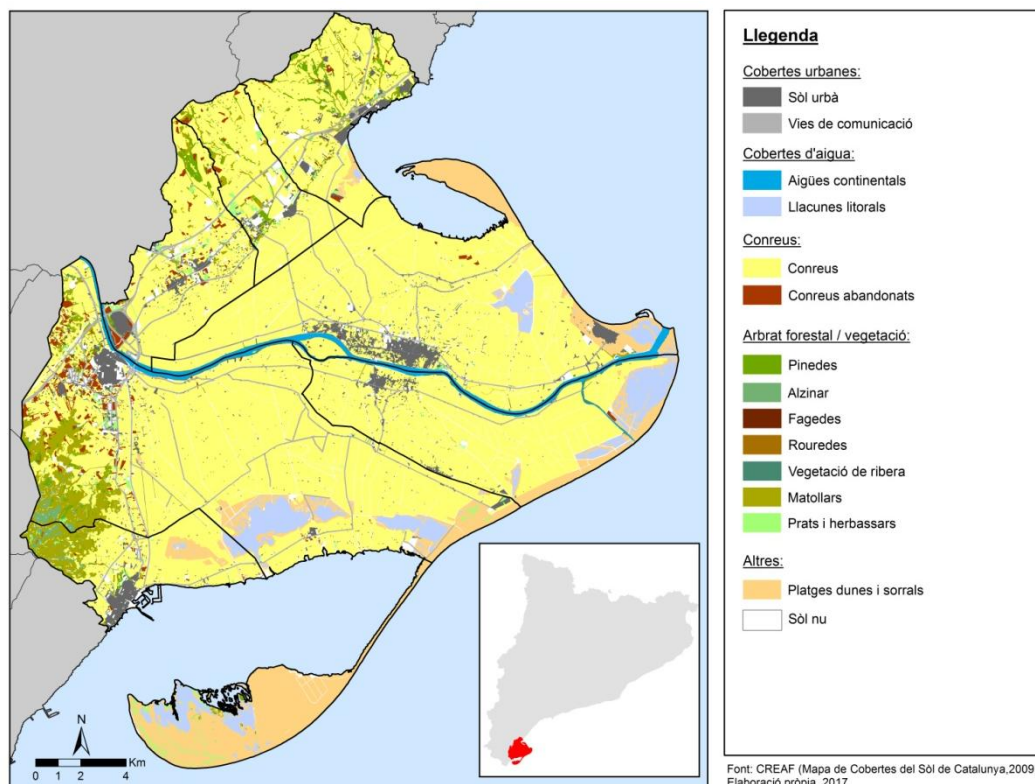 Llegenda
Cobertes urbanes:
Sòl urbà
Vies de comunicació
Cobertes d'aigua:
Aigües continentals
Llacunes litorals
Conreus:
Conreus
Conreus abandonats
Arbrat forestal / vegetació:
Pinedes
Alzinar
Fagedes
Rouredes
Vegetació de ribera
Matollars
Prats i herbassars
Altres:
Platges dunes i sorrals
Sòl nu
N
Km
0 1 2 4
Font: CREAF (Mapa de Cobertes del Sòl de Catalunya,2009
Elaboració pròpia, 2017